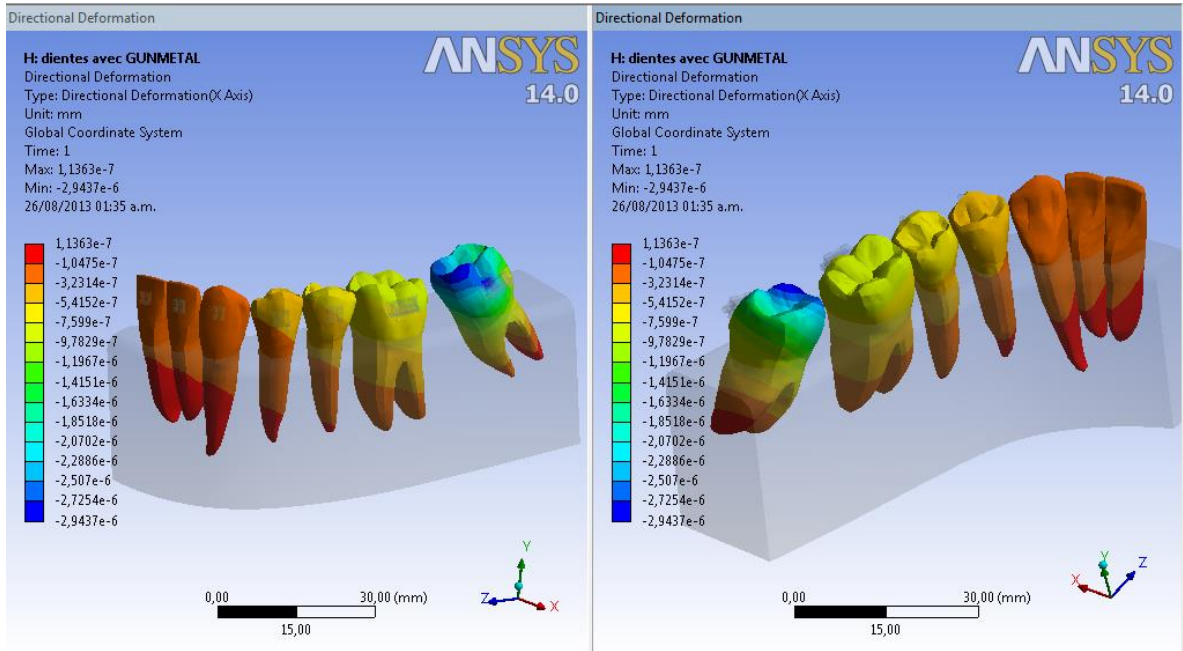 Directional Deformation
H: dientes avec GUNMETAL
Directional Deformation
Type: Directional Deformation(X Axis)
Unit: mm
Global Coordinate System
Time: 1
Max: 1,1363e-7
Min: -2,9437e-6
26/08/2013 01:35 a.m.
ANSYS
14.0
1,1363e-7
-1,0475e-7
-3,2314e-7
-5,4152e-7
-7,599e-7
-9,7829e-7
-1,1967e-6
-1,4151e-6
-1,6334e-6
-1,8518e-6
-2,0702e-6
-2,2886e-6
-2,507e-6
-2,7254e-6
-2,9437e-6
Y
Z
X
0,00
30,00 (mm)
15,00
Directional Deformation
H: dientes avec GUNMETAL
Directional Deformation
Type: Directional Deformation(X Axis)
Unit: mm
Global Coordinate System
Time: 1
Max: 1,1363e-7
Min: -2,9437e-6
26/08/2013 01:35 a.m.
ANSYS
14.0
1,1363e-7
-1,0475e-7
-3,2314e-7
-5,4152e-7
-7,599e-7
-9,7829e-7
-1,1967e-6
-1,4151e-6
-1,6334e-6
-1,8518e-6
-2,0702e-6
-2,2886e-6
-2,507e-6
-2,7254e-6
-2,9437e-6
Y
Z
X
0,00
30,00 (mm)
15,00